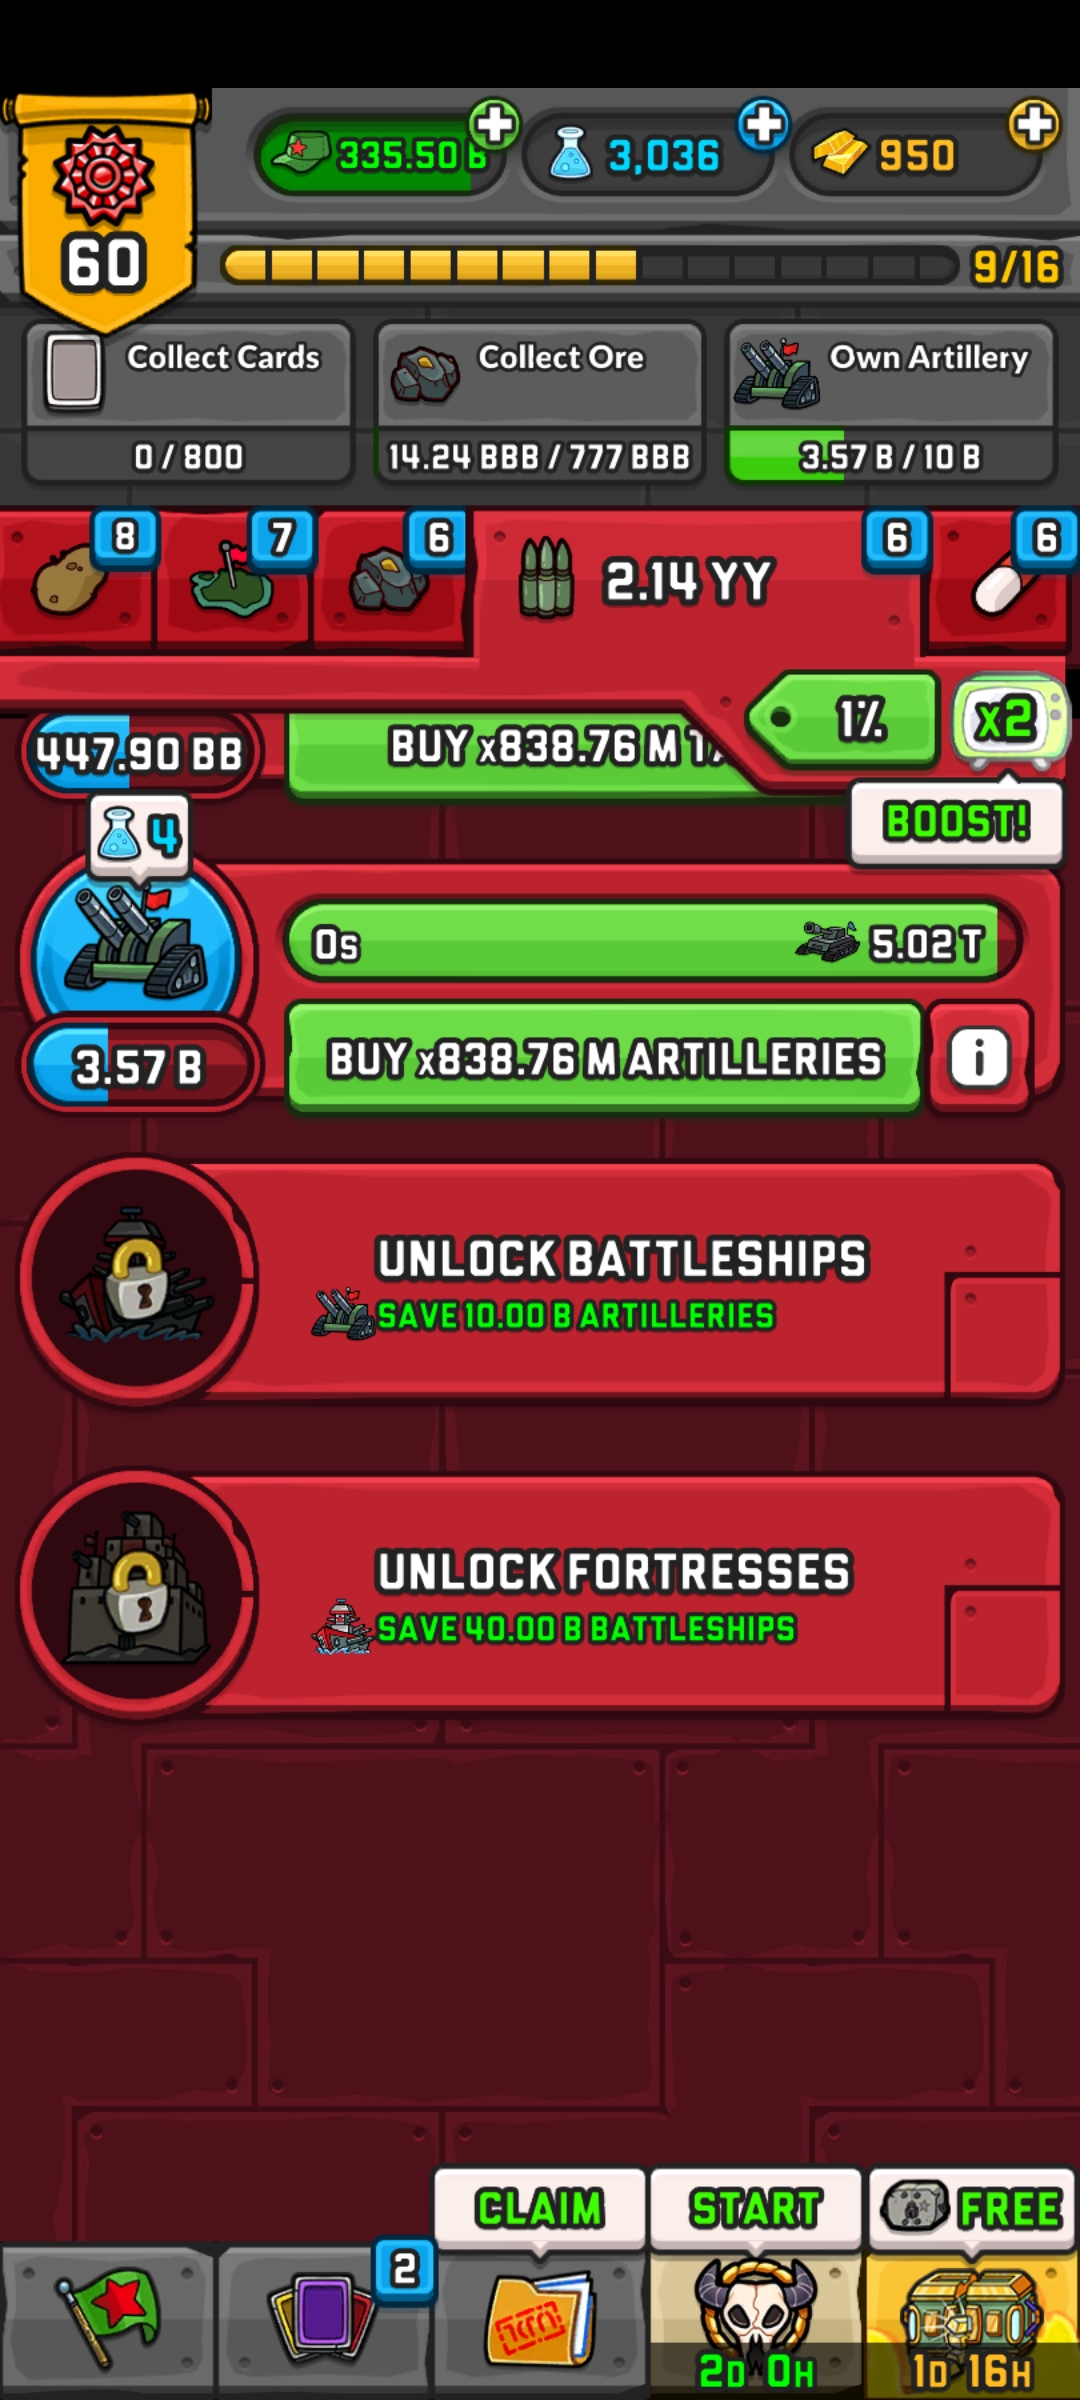 335.50 B
3,036
950
60
9/16
Collect Cards
0 / 800
Collect Ore
14.24 BBB / 777 BBB
Own Artillery
3.57 B / 10 B
8
7
6
2.14 YY
6
6
1%
x2
BOOST!
447.90 BB
BUY x838.76 M
4
0s
5.02 T
3.57 B
BUY x838.76 M ARTILLERIES
i
UNLOCK BATTLESHIPS
SAVE 10.00 B ARTILLERIES
UNLOCK FORTRESSES
SAVE 40.00 B BATTLESHIPS
CLAIM
START
FREE
2
2D 0H
1D 16H